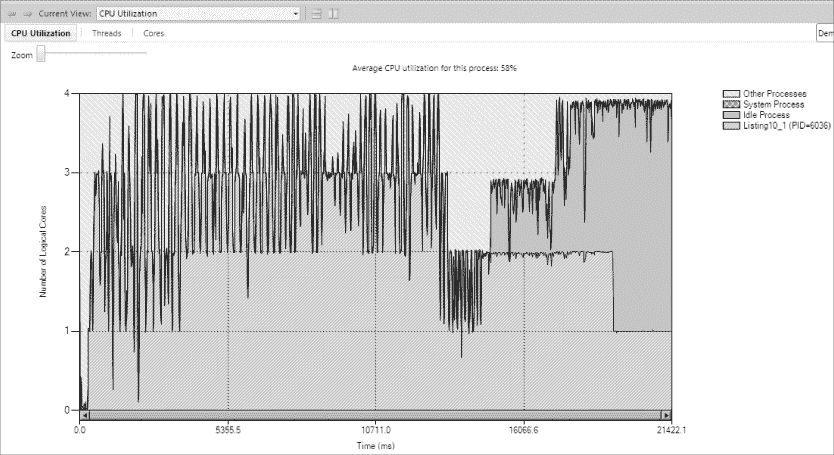 Current View: CPU Utilization
CPU Utilization Threads Cores Dem
Zoom
Average CPU utilization for this process: 58%
4
3
2
1
0
Number of Logical Cores
0.0 5355.5 10711.0 16066.6 21422.1
Time (ms)
Other Processes
System Process
Idle Process
Listing10_1 (PID=6036)